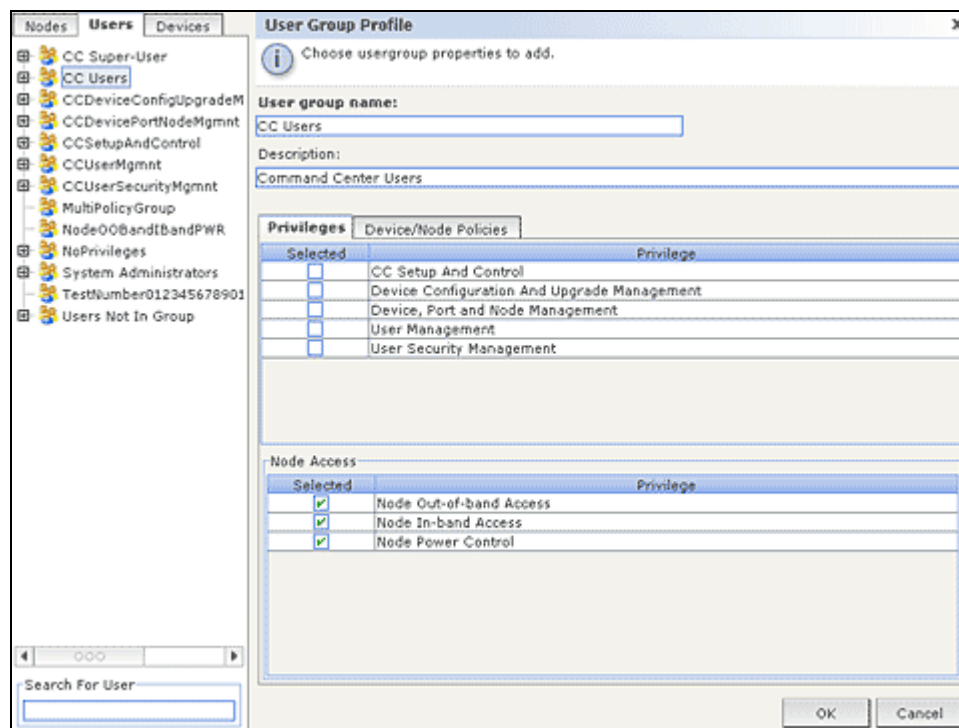 Nodes Users Devices
CC Super-User
CC Users
CCDeviceConfigUpgradeM
CCDevicePortNodeMgmnt
CCSetupAndControl
CCUserMgmnt
CCUserSecurityMgmnt
MultiPolicyGroup
NodeOOBandIBandPWR
NoPrivileges
System Administrators
TestNumber012345678901
Users Not In Group
Search For User
User Group Profile
Choose usergroup properties to add.
User group name:
CC Users
Description:
Command Center Users
Privileges Device/Node Policies
Selected Privilege
CC Setup And Control
Device Configuration And Upgrade Management
Device, Port and Node Management
User Management
User Security Management
Node Access
Selected Privilege
Node Out-of-band Access
Node In-band Access
Node Power Control
OK Cancel